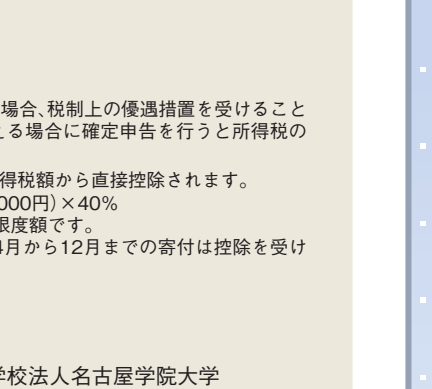 場合、税制上の優遇措置を受けること
える場合に確定申告を行うと所得税の
得税額から直接控除されます。
000円)×40%
限度額です。
4月から12月までの寄付は控除を受け
学校法人名古屋学院大学